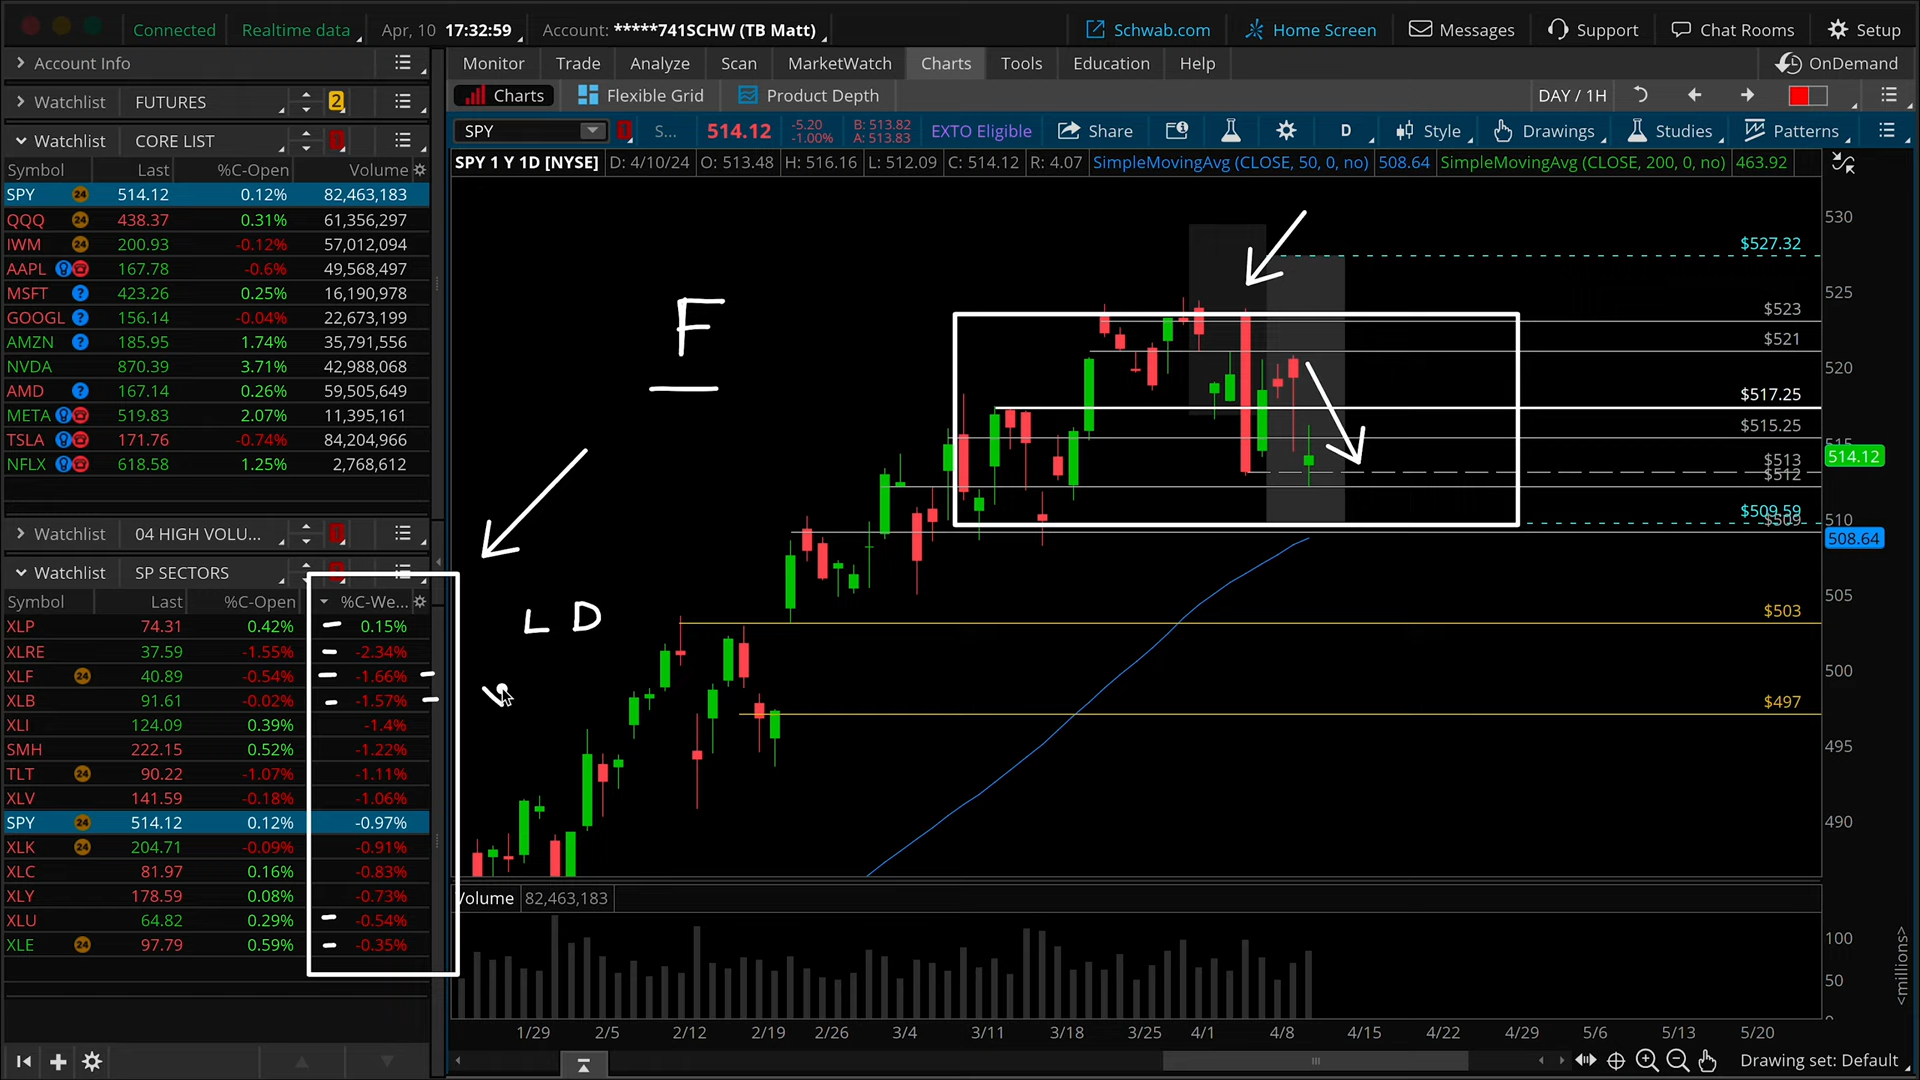 Connected Realtime data Apr, 10 17:32:59 Account: *****741SCHW (TB Matt) Schwab.com Home Screen Messages Support Chat Rooms Setup
Account Info Monitor Trade Analyze Scan MarketWatch Charts Tools Education Help OnDemand
Watchlist FUTURES 2 Charts Flexible Grid Product Depth DAY / 1H
Watchlist CORE LIST SPY S... 514.12 -5.20 -1.00% B: 513.82 A: 513.83 EXTO Eligible Share D Style Drawings Studies Patterns
SPY 1 Y 1D [NYSE] D: 4/10/24 O: 513.48 H: 516.16 L: 512.09 C: 514.12 R: 4.07 SimpleMovingAvg (CLOSE, 50, 0, no) 508.64 SimpleMovingAvg (CLOSE, 200, 0, no) 463.92
Symbol Last %C-Open Volume
SPY 24 514.12 0.12% 82,463,183
QQQ 24 438.37 0.31% 61,356,297
IWM 24 200.93 -0.12% 57,012,094
AAPL 167.78 -0.6% 49,568,497
MSFT ? 423.26 0.25% 16,190,978
GOOGL ? 156.14 -0.04% 22,673,199
AMZN ? 185.95 1.74% 35,791,556
NVDA 870.39 3.71% 42,988,068
AMD ? 167.14 0.26% 59,505,649
META 519.83 2.07% 11,395,161
TSLA 171.76 -0.74% 84,204,966
NFLX 618.58 1.25% 2,768,612
Watchlist 04 HIGH VOLU...
Watchlist SP SECTORS
Symbol Last %C-Open %C-We...
XLP 74.31 0.42% 0.15%
XLRE 37.59 -1.55% -2.34%
XLF 24 40.89 -0.54% -1.66%
XLB 91.61 -0.02% -1.57%
XLI 124.09 0.39% -1.4%
SMH 222.15 0.52% -1.22%
TLT 24 90.22 -1.07% -1.11%
XLV 141.59 -0.18% -1.06%
SPY 24 514.12 0.12% -0.97%
XLK 24 204.71 -0.09% -0.91%
XLC 81.97 0.16% -0.83%
XLY 178.59 0.08% -0.73%
XLU 64.82 0.29% -0.54%
XLE 24 97.79 0.59% -0.35%
F
L D
$527.32
$523
$521
$517.25
$515.25
$513
$512
$509.59
$509
$503
$497
530
525
520
515
514.12
510
508.64
505
500
495
490
Volume 82,463,183
100
50
0
<millions>
1/29 2/5 2/12 2/19 2/26 3/4 3/11 3/18 3/25 4/1 4/8 4/15 4/22 4/29 5/6 5/13 5/20
Drawing set: Default